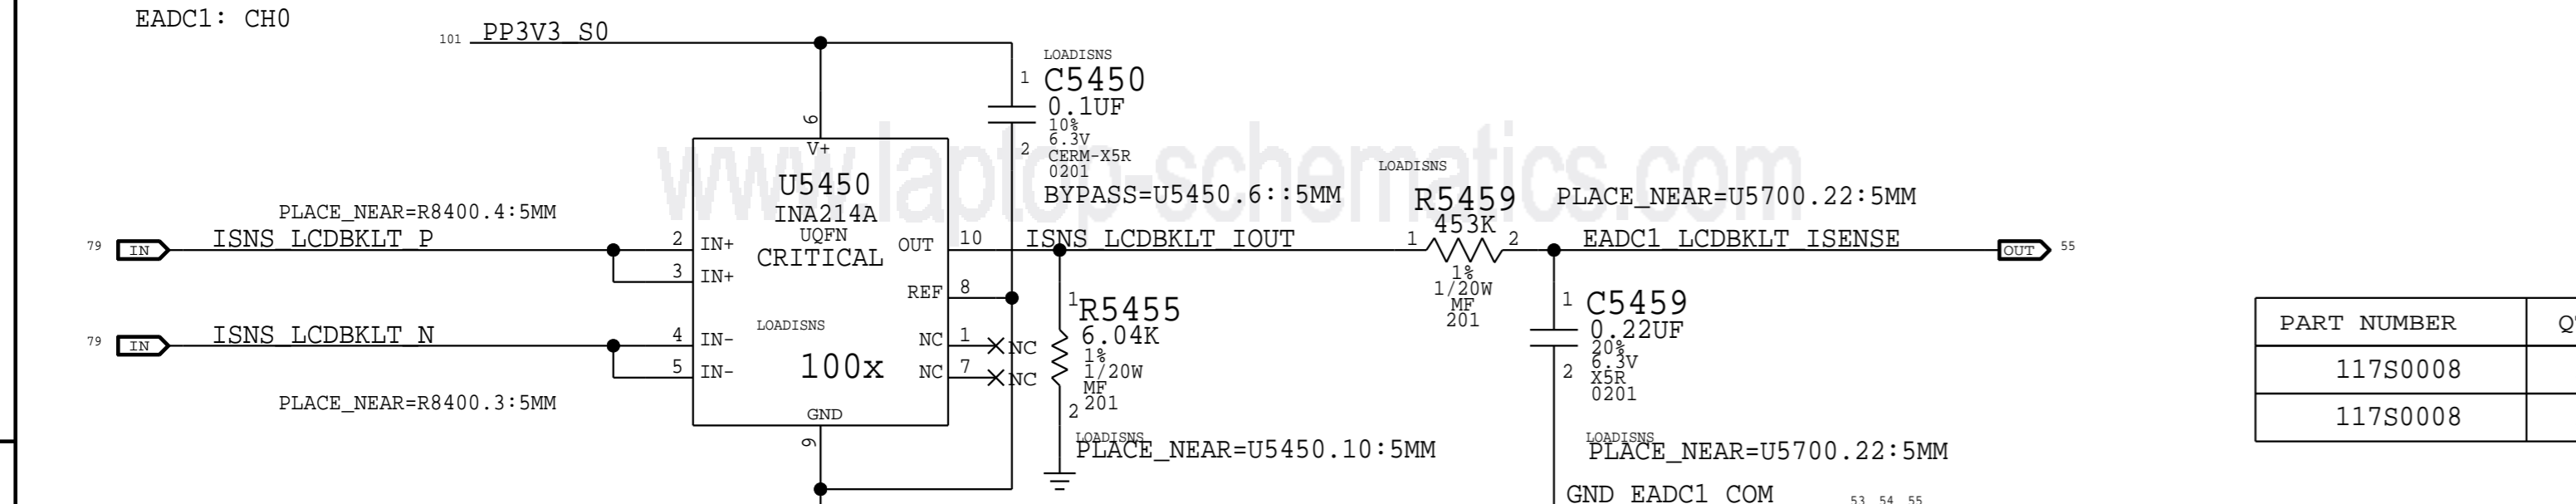 EADC1: CH0
101 PP3V3_S0
LOADISNS
1 C5450
0.1UF
10%
6.3V
2 CERM-X5R
0201
BYPASS=U5450.6::5MM
6
V+
U5450
INA214A
UQFN
CRITICAL
LOADISNS
100x
GND
9
PLACE_NEAR=R8400.4:5MM
79 IN ISNS_LCDBKLT_P 2 IN+
3 IN+
79 IN ISNS_LCDBKLT_N 4 IN-
5 IN-
PLACE_NEAR=R8400.3:5MM
OUT 10 ISNS_LCDBKLT_IOUT
REF 8
NC 1 NC
NC 7 NC
1 R5455
6.04K
1%
1/20W
MF
2 201
LOADISNS
PLACE_NEAR=U5450.10:5MM
LOADISNS
R5459
453K
1 2
1%
1/20W
MF
201
PLACE_NEAR=U5700.22:5MM
EADC1_LCDBKLT_ISENSE OUT 55
1 C5459
0.22UF
20%
6.3V
2 X5R
0201
LOADISNS
PLACE_NEAR=U5700.22:5MM
GND_EADC1_COM 53 54 55
PART NUMBER
117S0008
117S0008
www.laptop-schematics.com